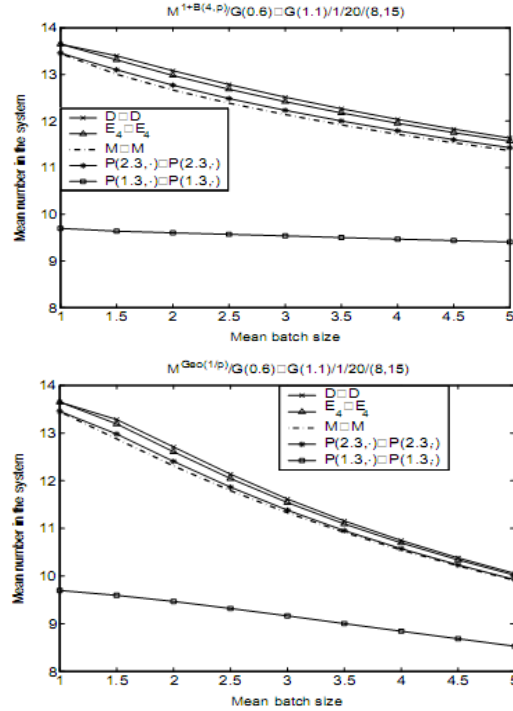 M^{1+B(4,p)}/G(0.6)□G(1.1)/1/20/(8,15)
14
13
12
11
10
9
8
Mean number in the system
D□D
E_4□E_4
M□M
P(2.3,·)□P(2.3,·)
P(1.3,·)□P(1.3,·)
1 1.5 2 2.5 3 3.5 4 4.5 5
Mean batch size
M^{Geo(1/p)}/G(0.6)□G(1.1)/1/20/(8,15)
14
13
12
11
10
9
8
Mean number in the system
D□D
E_4□E_4
M□M
P(2.3,·)□P(2.3,·)
P(1.3,·)□P(1.3,·)
1 1.5 2 2.5 3 3.5 4 4.5 5
Mean batch size